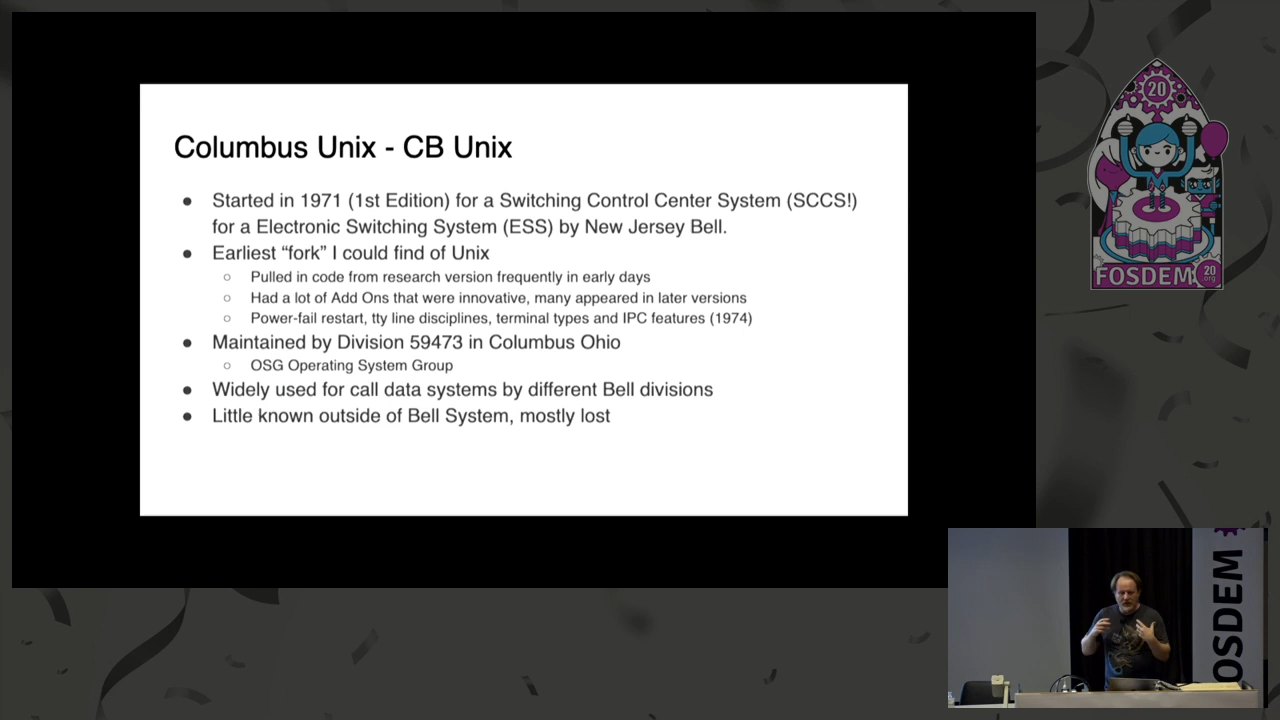 Columbus Unix - CB Unix
● Started in 1971 (1st Edition) for a Switching Control Center System (SCCS!)
for a Electronic Switching System (ESS) by New Jersey Bell.
● Earliest “fork” I could find of Unix
○ Pulled in code from research version frequently in early days
○ Had a lot of Add Ons that were innovative, many appeared in later versions
○ Power-fail restart, tty line disciplines, terminal types and IPC features (1974)
● Maintained by Division 59473 in Columbus Ohio
○ OSG Operating System Group
● Widely used for call data systems by different Bell divisions
● Little known outside of Bell System, mostly lost
20
FOSDEM
20
.org
OSDEM